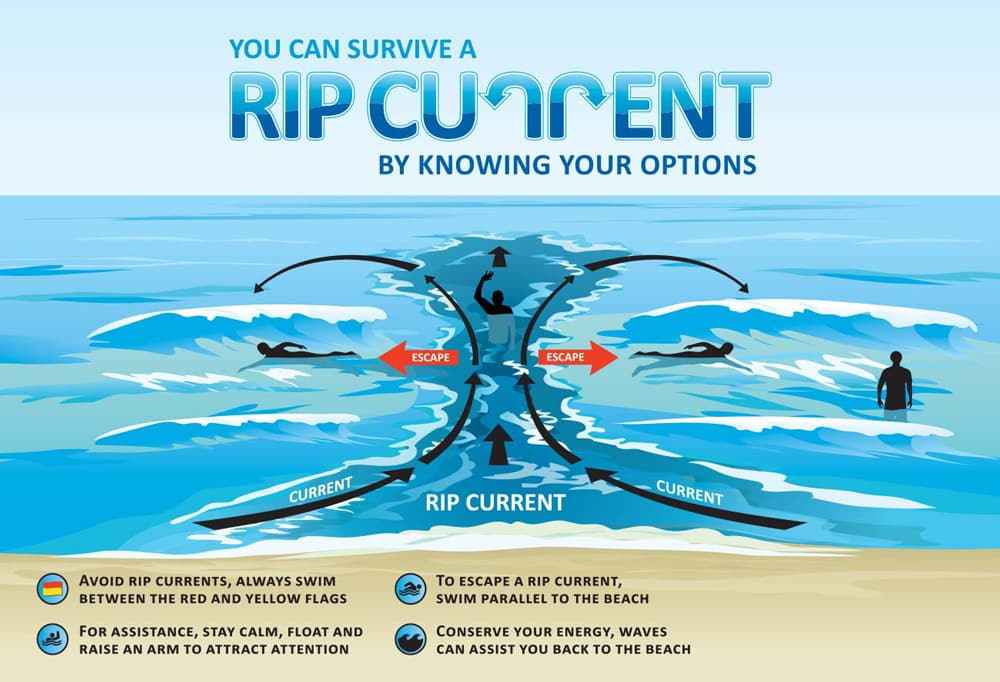 YOU CAN SURVIVE A
RIP CURRENT
BY KNOWING YOUR OPTIONS
ESCAPE
ESCAPE
CURRENT
RIP CURRENT
CURRENT
AVOID RIP CURRENTS, ALWAYS SWIM
BETWEEN THE RED AND YELLOW FLAGS
FOR ASSISTANCE, STAY CALM, FLOAT AND
RAISE AN ARM TO ATTRACT ATTENTION
TO ESCAPE A RIP CURRENT,
SWIM PARALLEL TO THE BEACH
CONSERVE YOUR ENERGY, WAVES
CAN ASSIST YOU BACK TO THE BEACH